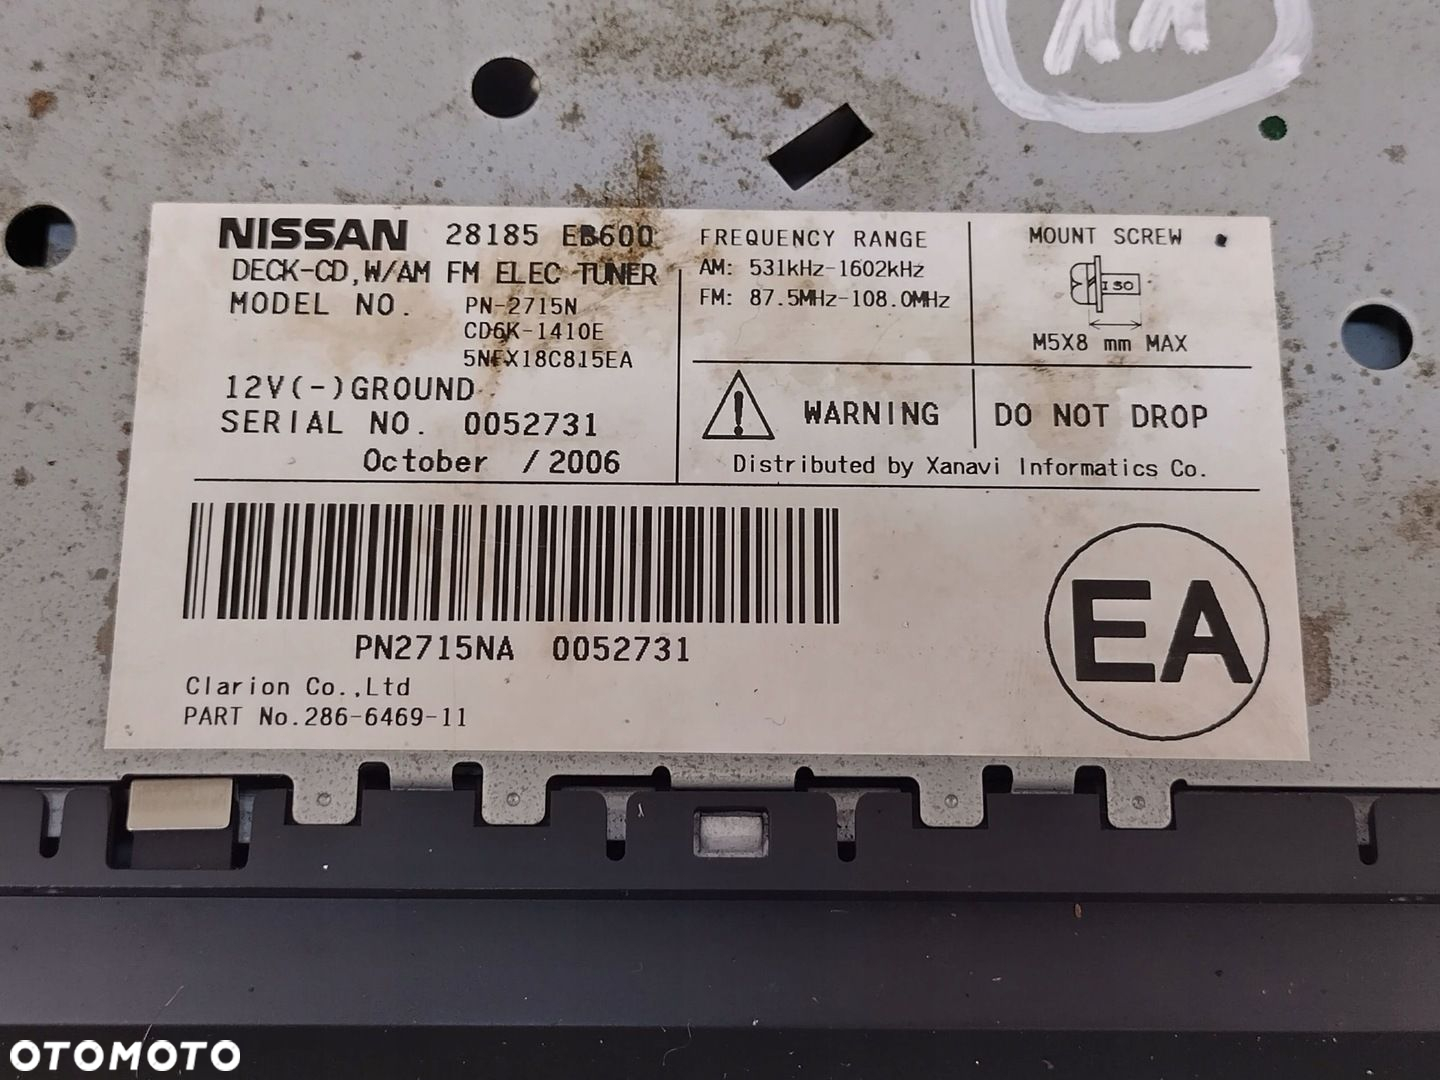 NISSAN 28185 EB600
DECK-CD,W/AM FM ELEC TUNER
MODEL NO. PN-2715N
CD6K-1410E
5NFX18C815EA
12V(-)GROUND
SERIAL NO. 0052731
October / 2006
FREQUENCY RANGE
AM: 531kHz-1602kHz
FM: 87.5MHz-108.0MHz
MOUNT SCREW
ISO
M5X8 mm MAX
WARNING
DO NOT DROP
Distributed by Xanavi Informatics Co.
PN2715NA 0052731
Clarion Co.,Ltd
PART No.286-6469-11
EA
OTOMOTO